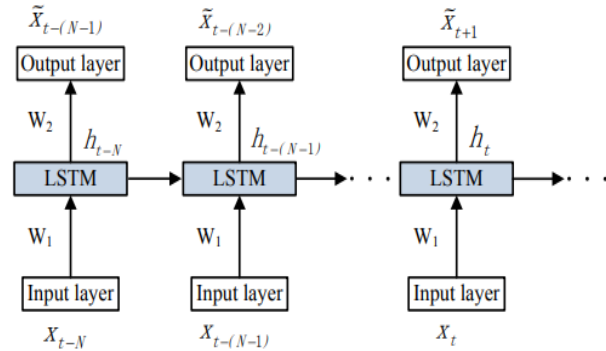 x̃ₜ₋₍N₋₁₎ x̃ₜ₋₍N₋₂₎ x̃ₜ₊₁
Output layer Output layer Output layer
W₂ W₂ W₂
hₜ₋N hₜ₋₍N₋₁₎ hₜ
LSTM LSTM · · · LSTM · · ·
W₁ W₁ W₁
Input layer Input layer Input layer
xₜ₋N xₜ₋₍N₋₁₎ xₜ